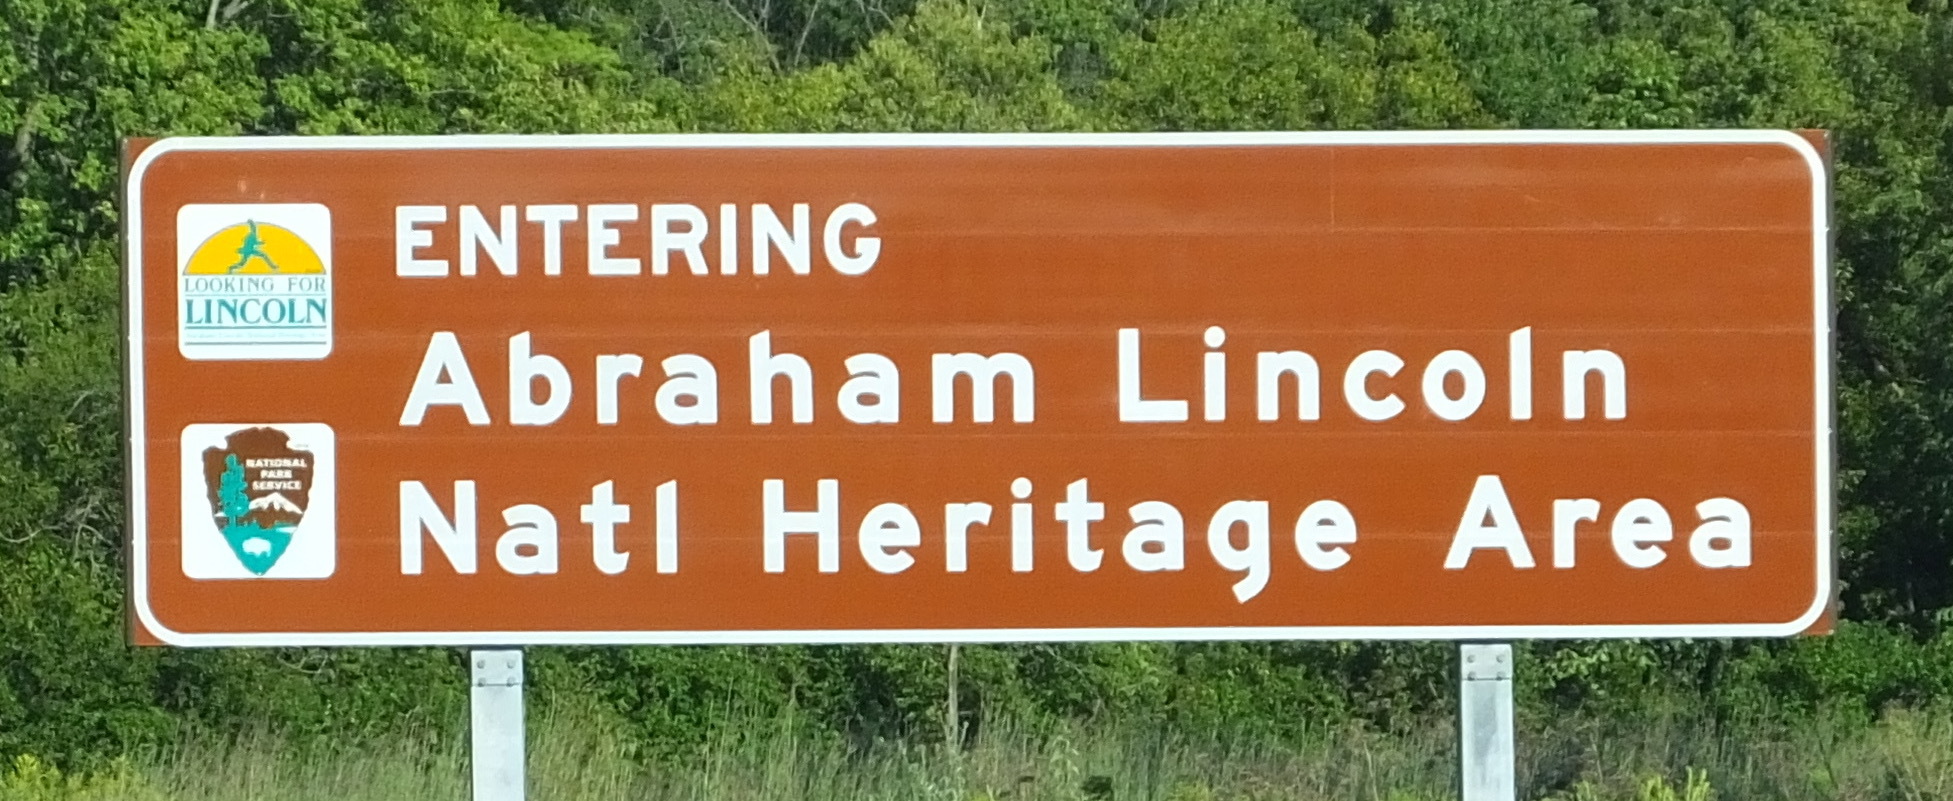 ENTERING
Abraham Lincoln
Natl Heritage Area
LOOKING FOR
LINCOLN
NATIONAL
PARK
SERVICE